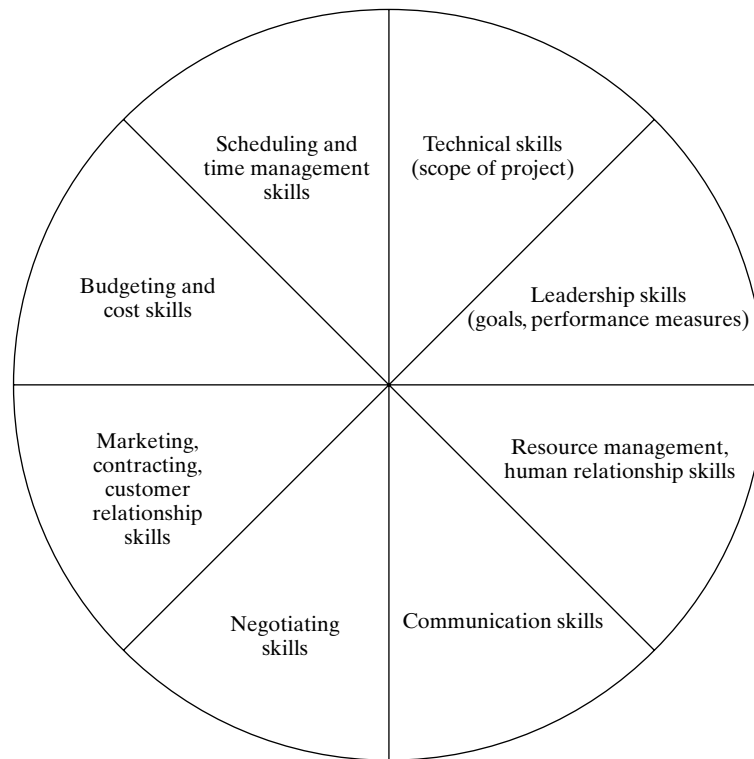 Scheduling and
time management
skills
Technical skills
(scope of project)
Budgeting and
cost skills
Leadership skills
(goals, performance measures)
Marketing,
contracting,
customer
relationship
skills
Resource management,
human relationship skills
Negotiating
skills
Communication skills